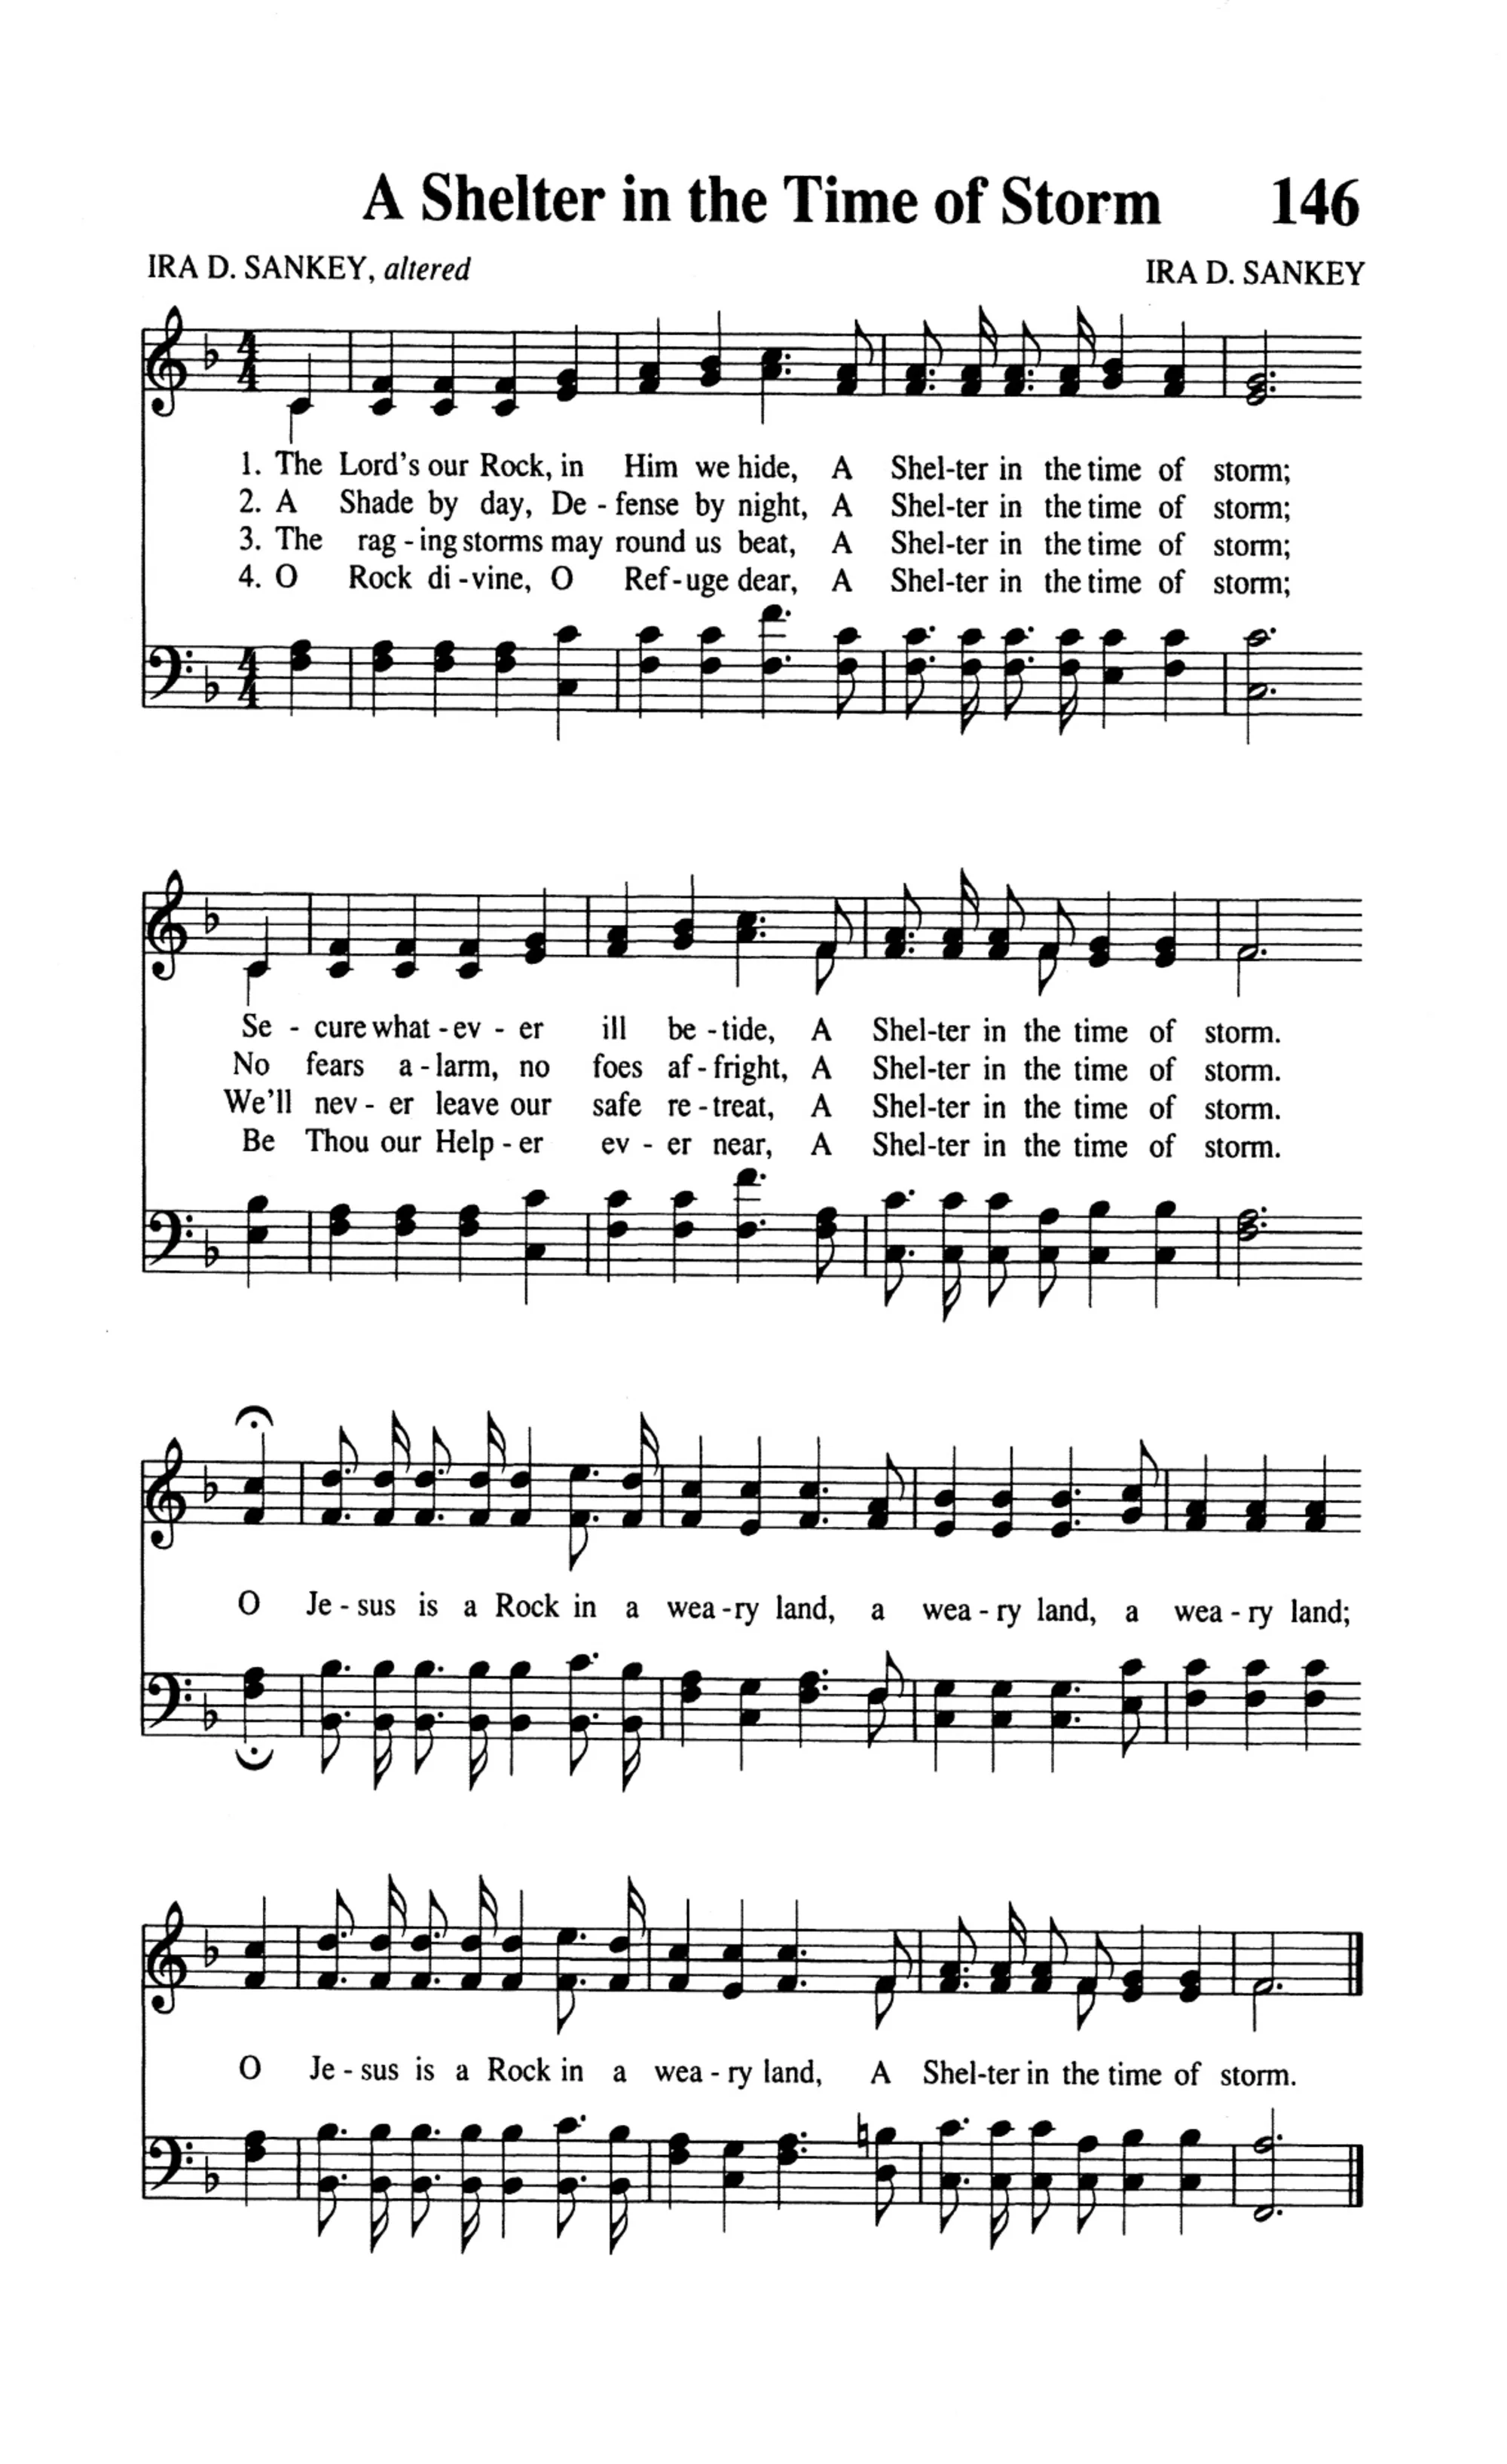 A Shelter in the Time of Storm 146
IRA D. SANKEY, altered IRA D. SANKEY
1. The Lord's our Rock, in Him we hide, A Shel-ter in the time of storm;
2. A Shade by day, De - fense by night, A Shel-ter in the time of storm;
3. The rag - ing storms may round us beat, A Shel-ter in the time of storm;
4. O Rock di - vine, O Ref - uge dear, A Shel-ter in the time of storm;
Se - cure what - ev - er ill be - tide, A Shel-ter in the time of storm.
No fears a - larm, no foes af - fright, A Shel-ter in the time of storm.
We'll nev - er leave our safe re - treat, A Shel-ter in the time of storm.
Be Thou our Help - er ev - er near, A Shel-ter in the time of storm.
O Je - sus is a Rock in a wea - ry land, a wea - ry land, a wea - ry land;
O Je - sus is a Rock in a wea - ry land, A Shel-ter in the time of storm.